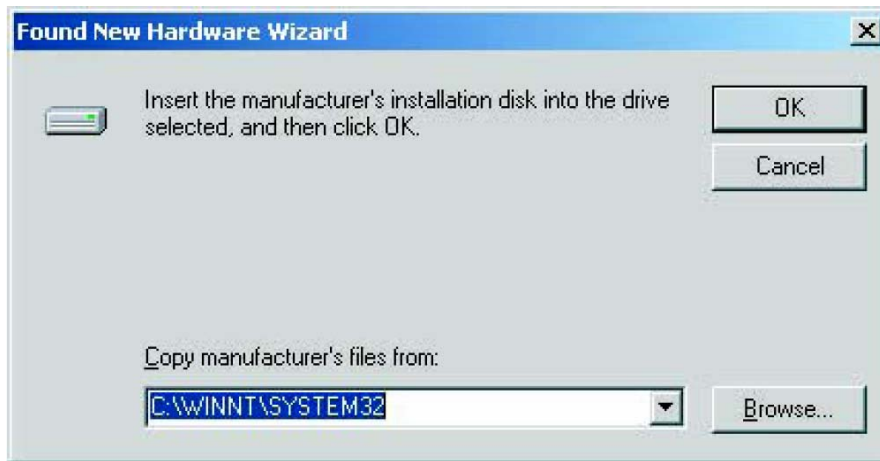 Found New Hardware Wizard
Insert the manufacturer's installation disk into the drive
selected, and then click OK.
OK
Cancel
Copy manufacturer's files from:
C:\WINNT\SYSTEM32
Browse...